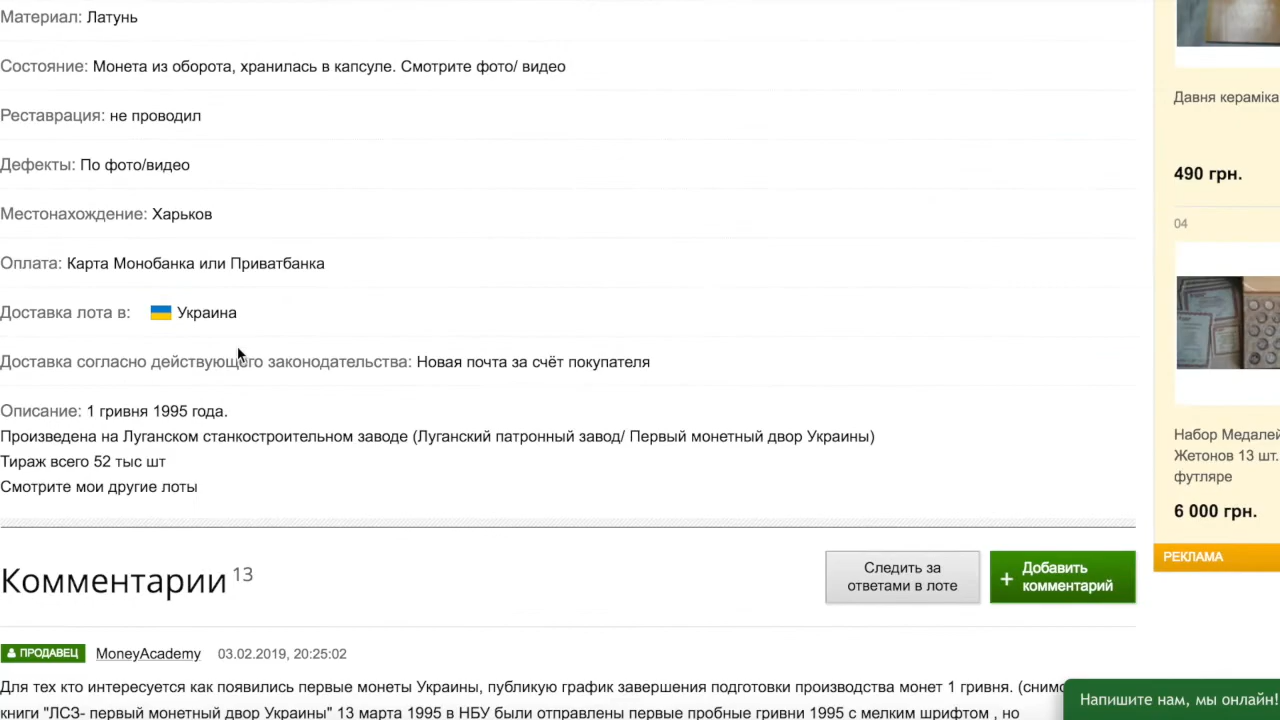 Материал: Латунь
Состояние: Монета из оборота, хранилась в капсуле. Смотрите фото/ видео
Реставрация: не проводил
Дефекты: По фото/видео
Местонахождение: Харьков
Оплата: Карта Монобанка или Приватбанка
Доставка лота в: Украина
Доставка согласно действующего законодательства: Новая почта за счёт покупателя
Описание: 1 гривня 1995 года.
Произведена на Луганском станкостроительном заводе (Луганский патронный завод/ Первый монетный двор Украины)
Тираж всего 52 тыс шт
Смотрите мои другие лоты
Комментарии 13
Следить за
ответами в лоте
+ Добавить
комментарий
ПРОДАВЕЦ MoneyAcademy 03.02.2019, 20:25:02
Для тех кто интересуется как появились первые монеты Украины, публикую график завершения подготовки производства монет 1 гривня. (снимо
книги "ЛСЗ- первый монетный двор Украины" 13 марта 1995 в НБУ были отправлены первые пробные гривни 1995 с мелким шрифтом , но
Давня кераміка
490 грн.
04
Набор Медалей
Жетонов 13 шт.
футляре
6 000 грн.
РЕКЛАМА
Напишите нам, мы онлайн!